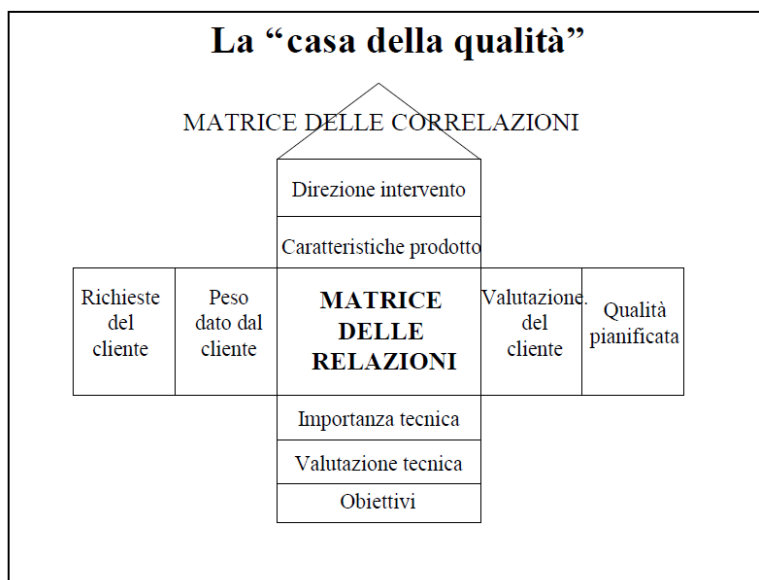 La “casa della qualità”
MATRICE DELLE CORRELAZIONI
Direzione intervento
Caratteristiche prodotto
Richieste
del
cliente
Peso
dato dal
cliente
MATRICE
DELLE
RELAZIONI
Valutazione.
del
cliente
Qualità
pianificata
Importanza tecnica
Valutazione tecnica
Obiettivi